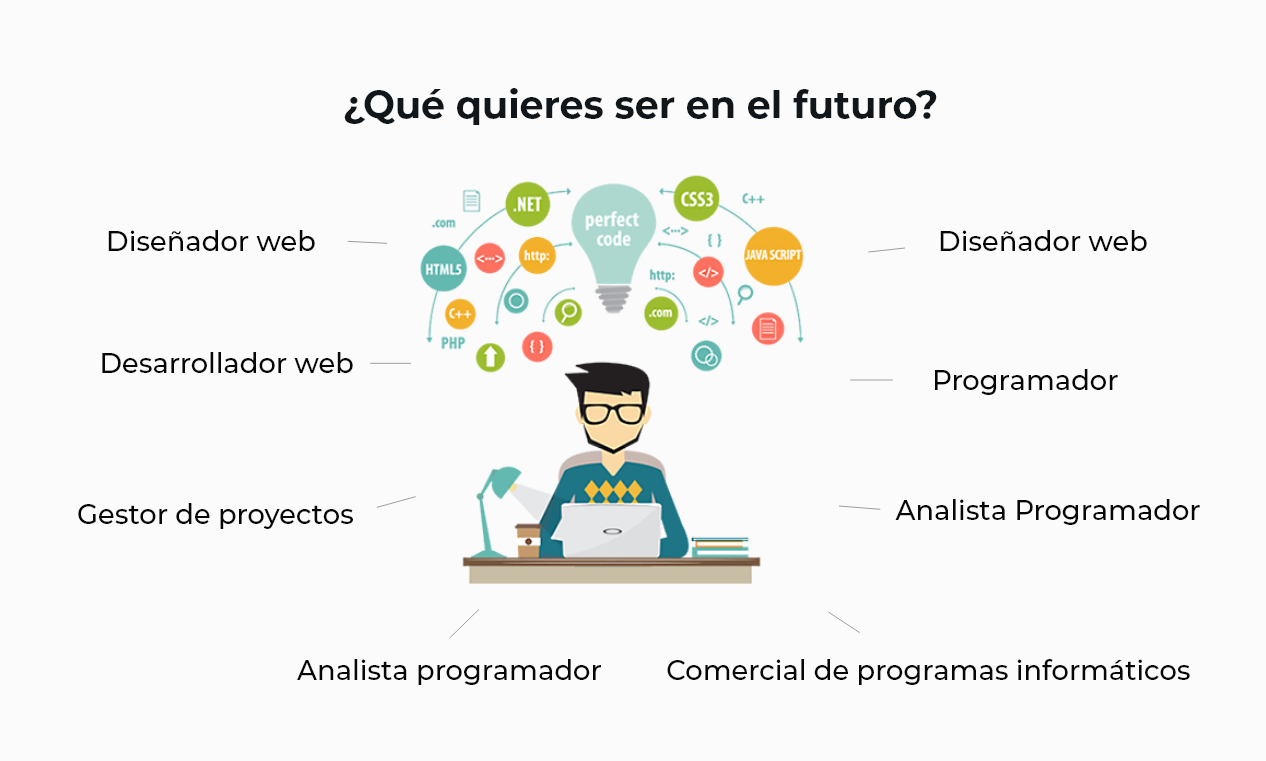 ¿Qué quieres ser en el futuro?
.NET
CSS3
C++
.com
perfect
code
<···>
{ }
HTML5
<···>
http:
JAVA SCRIPT
http:
</>
C++
.com
</>
PHP
{ }
Diseñador web
Diseñador web
Desarrollador web
Programador
Gestor de proyectos
Analista Programador
Analista programador
Comercial de programas informáticos